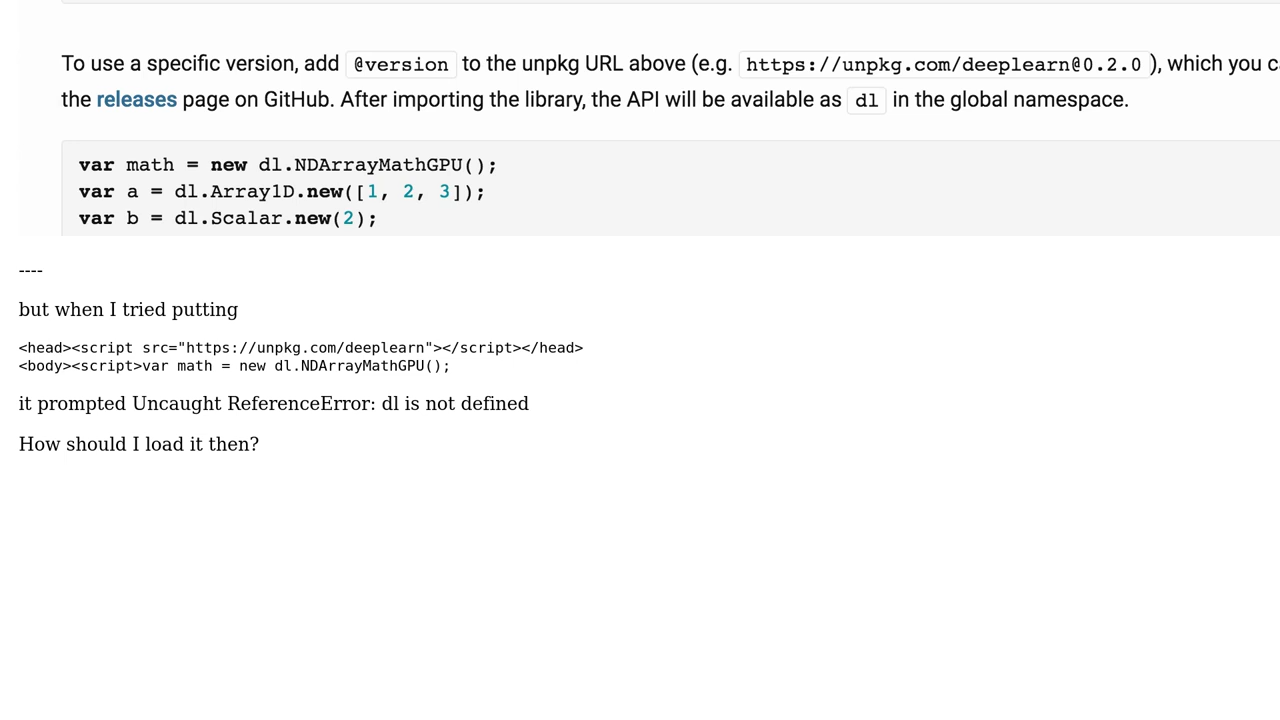 To use a specific version, add @version to the unpkg URL above (e.g. https://unpkg.com/deeplearn@0.2.0 ), which you
the releases page on GitHub. After importing the library, the API will be available as dl in the global namespace.
var math = new dl.NDArrayMathGPU();
var a = dl.Array1D.new([1, 2, 3]);
var b = dl.Scalar.new(2);
----
but when I tried putting
<head><script src="https://unpkg.com/deeplearn"></script></head>
<body><script>var math = new dl.NDArrayMathGPU();
it prompted Uncaught ReferenceError: dl is not defined
How should I load it then?